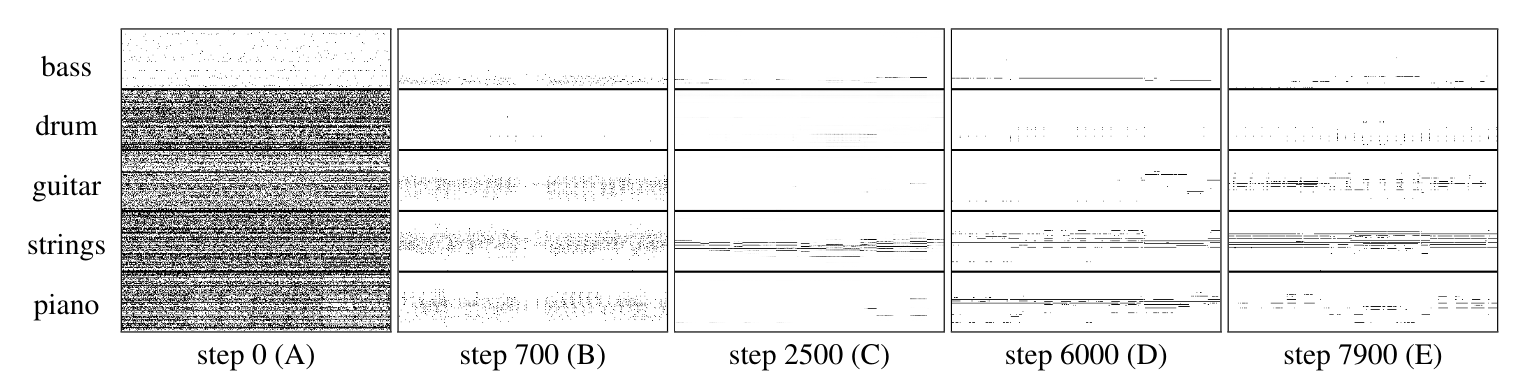 bass
drum
guitar
strings
piano
step 0 (A) step 700 (B) step 2500 (C) step 6000 (D) step 7900 (E)